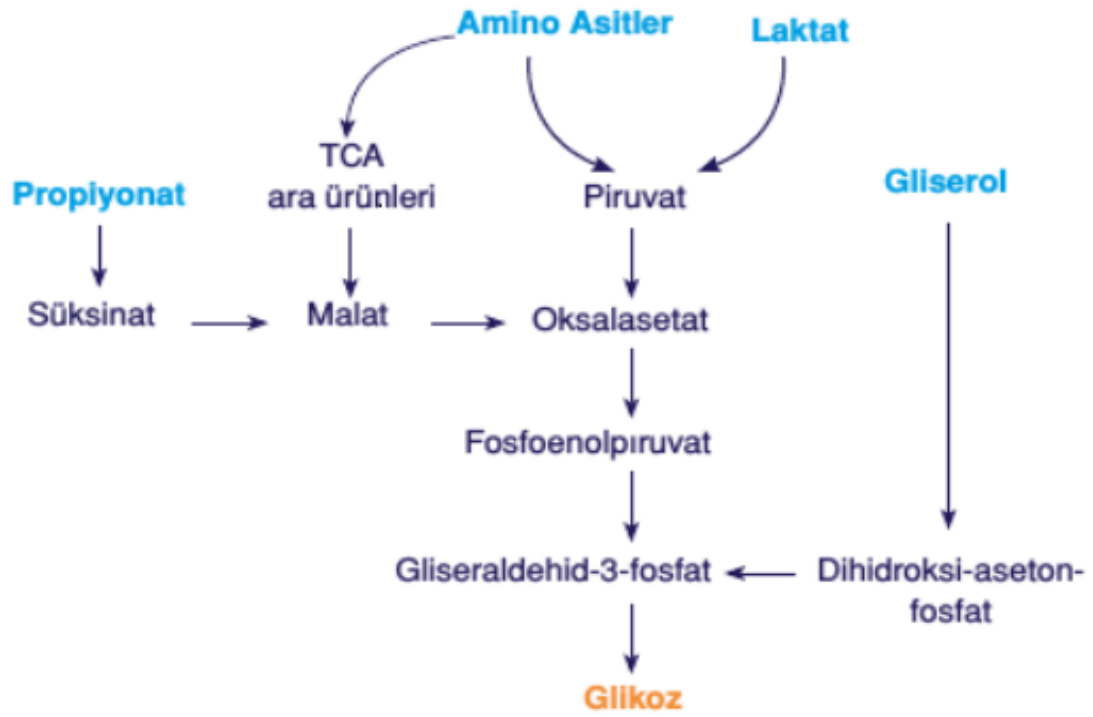 Amino Asitler
Laktat
TCA
ara ürünleri
Propiyonat
Piruvat
Gliserol
Süksinat
Malat
Oksalasetat
Fosfoenolpıruvat
Gliseraldehid-3-fosfat
Dihidroksi-aseton-
fosfat
Glikoz